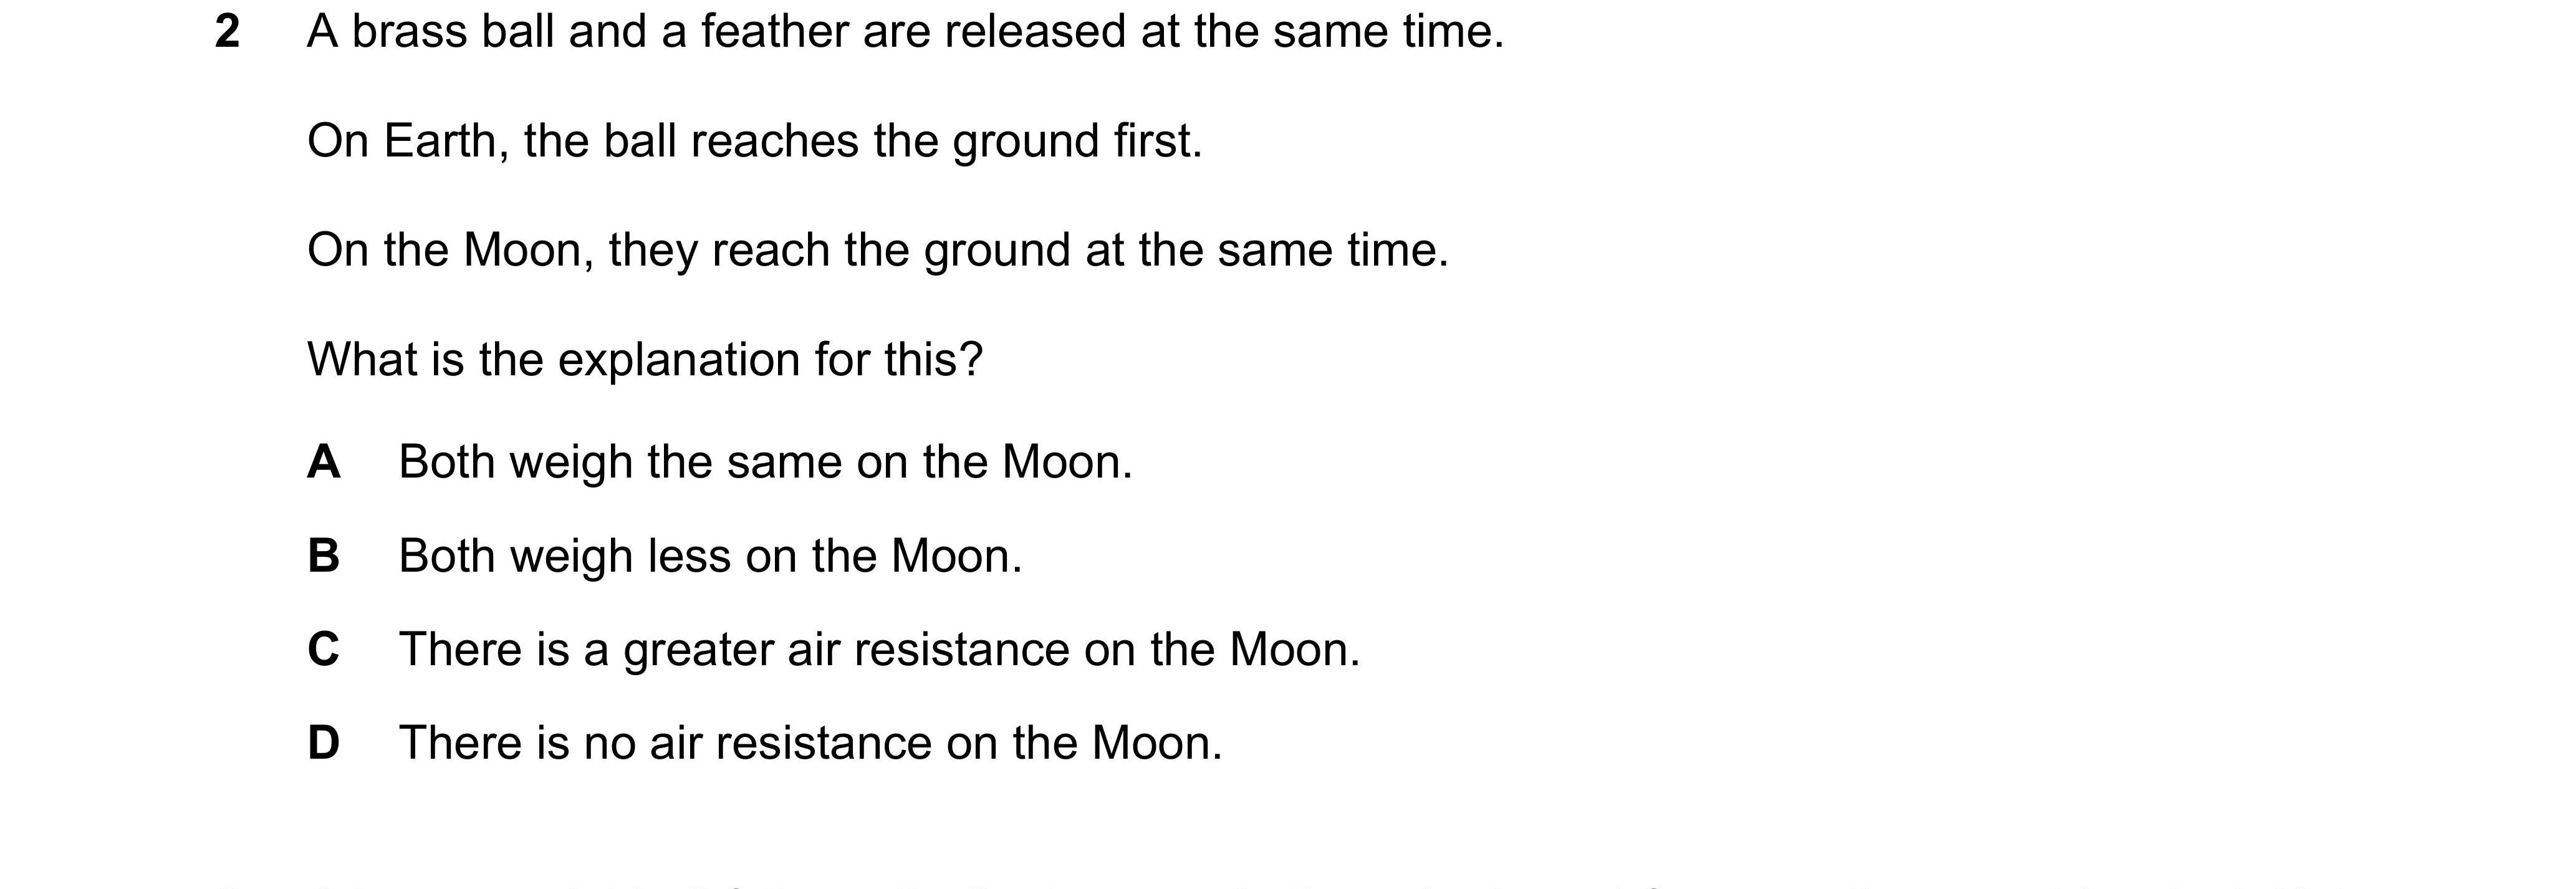 2 A brass ball and a feather are released at the same time.
On Earth, the ball reaches the ground first.
On the Moon, they reach the ground at the same time.
What is the explanation for this?
A Both weigh the same on the Moon.
B Both weigh less on the Moon.
C There is a greater air resistance on the Moon.
D There is no air resistance on the Moon.